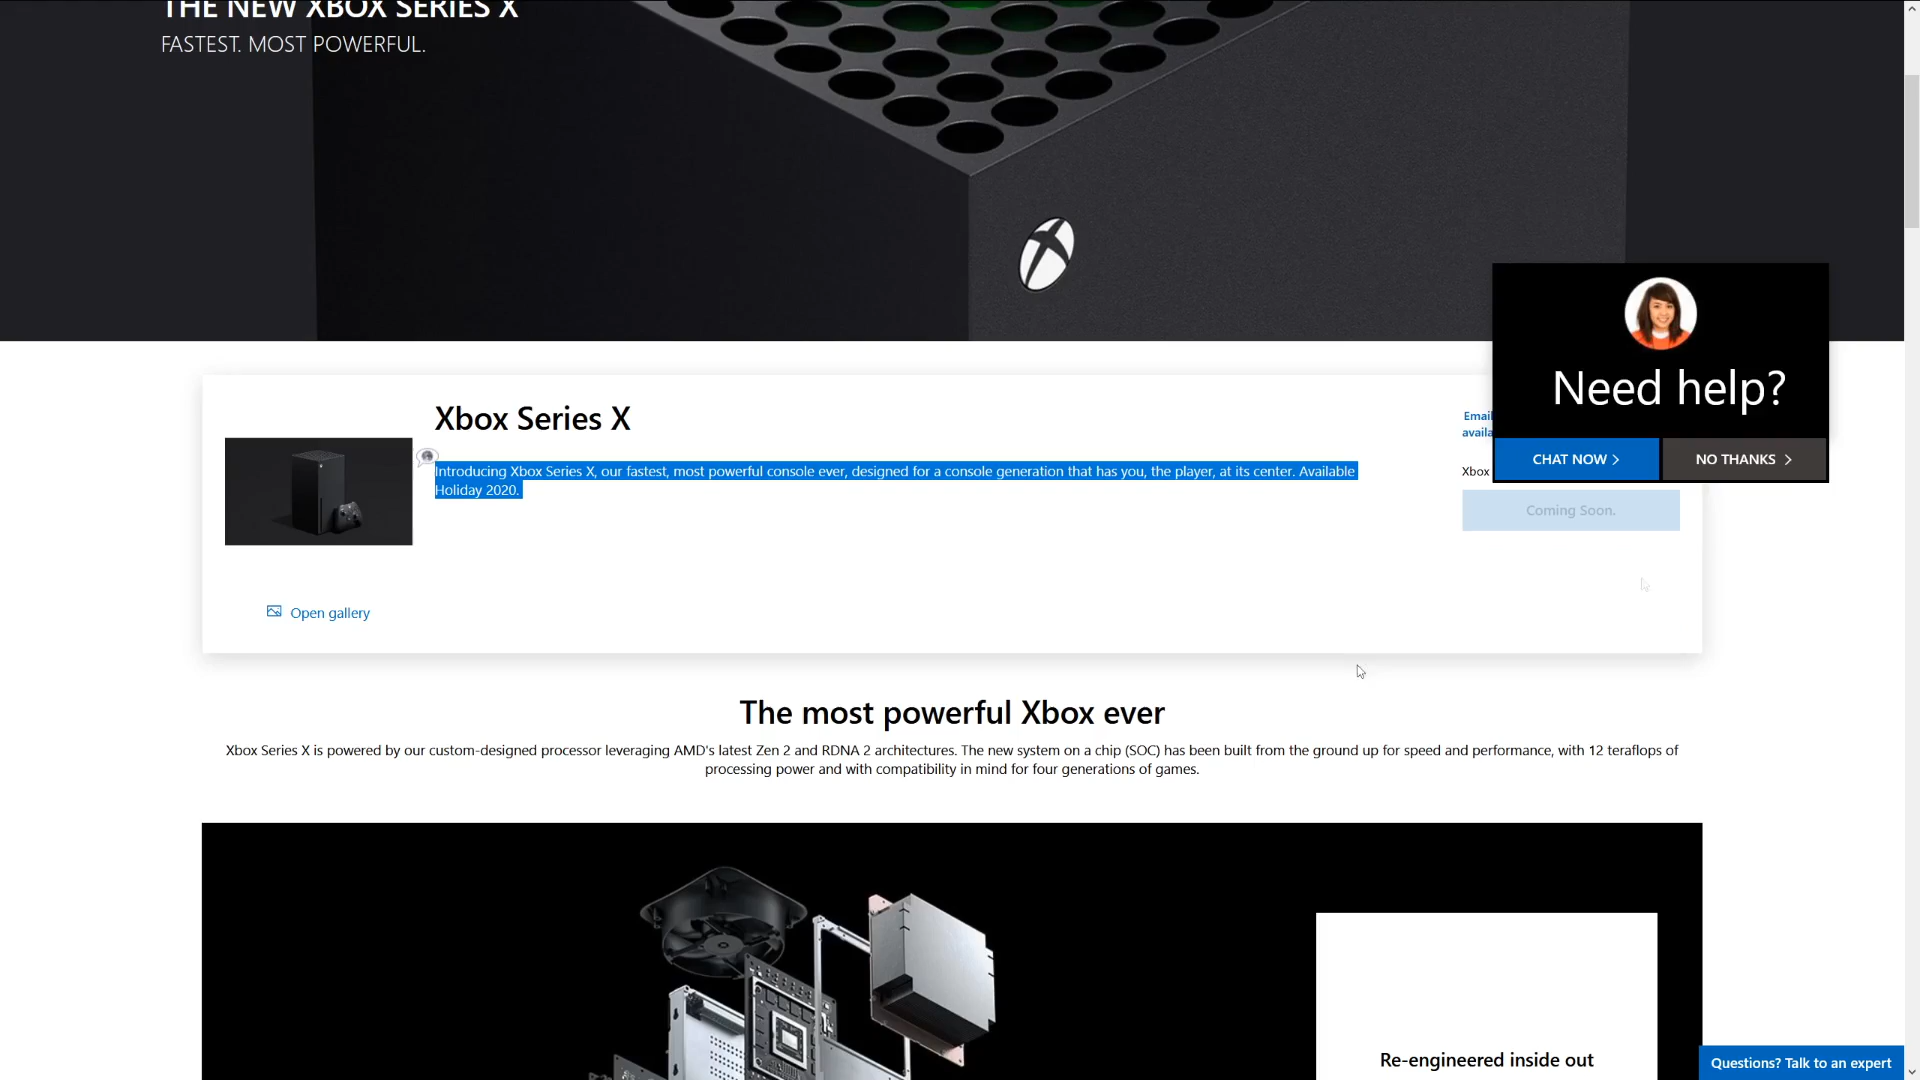 THE NEW XBOX SERIES X
FASTEST. MOST POWERFUL.
Need help?
CHAT NOW
NO THANKS
Xbox Series X
Introducing Xbox Series X, our fastest, most powerful console ever, designed for a console generation that has you, the player, at its center. Available
Holiday 2020.
Email
Xbox
Coming Soon.
Open gallery
The most powerful Xbox ever
Xbox Series X is powered by our custom-designed processor leveraging AMD's latest Zen 2 and RDNA 2 architectures. The new system on a chip (SOC) has been built from the ground up for speed and performance, with 12 teraflops of
processing power and with compatibility in mind for four generations of games.
Re-engineered inside out
Questions? Talk to an expert